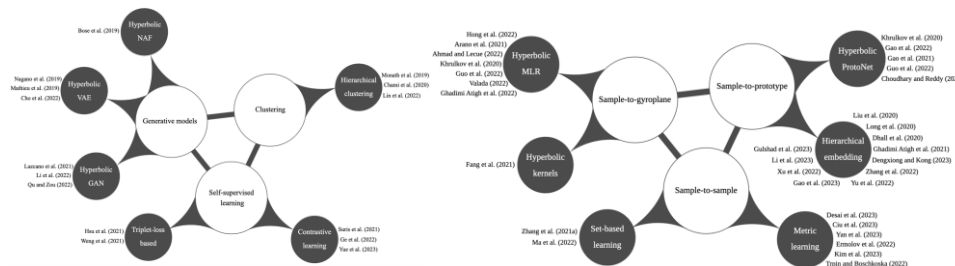 Bose et al. (2019)
Hyperbolic
NAF
Nagano et al. (2019)
Mathieu et al. (2019)
Cho et al. (2022)
Hyperbolic
VAE
Generative models
Clustering
Hierarchical
clustering
Monath et al. (2019)
Chami et al. (2020)
Lin et al. (2022)
Lazcano et al. (2021)
Li et al. (2022)
Qu and Zou (2022)
Hyperbolic
GAN
Self-supervised
learning
Hsu et al. (2021)
Weng et al. (2021)
Triplet-loss
based
Contrastive
learning
Suris et al. (2021)
Ge et al. (2022)
Yue et al. (2023)
Hong et al. (2022)
Arano et al. (2021)
Ahmad and Lecue (2022)
Khrulkov et al. (2020)
Guo et al. (2022)
Valada (2022)
Ghadimi Atigh et al. (2022)
Hyperbolic
MLR
Sample-to-gyroplane
Sample-to-prototype
Hyperbolic
ProtoNet
Khrulkov et al. (2020)
Gao et al. (2022)
Gao et al. (2021)
Guo et al. (2022)
Choudhary and Reddy (2022)
Fang et al. (2021)
Hyperbolic
kernels
Hierarchical
embedding
Liu et al. (2020)
Long et al. (2020)
Dhall et al. (2020)
Ghadimi Atigh et al. (2021)
Dengxiong and Kong (2023)
Zhang et al. (2022)
Yu et al. (2022)
Gulshad et al. (2023)
Li et al. (2023)
Xu et al. (2022)
Gao et al. (2023)
Sample-to-sample
Zhang et al. (2021a)
Ma et al. (2022)
Set-based
learning
Metric
learning
Desai et al. (2023)
Ciu et al. (2023)
Yan et al. (2023)
Ermolov et al. (2022)
Kim et al. (2023)
Trpin and Boschkoska (2022)